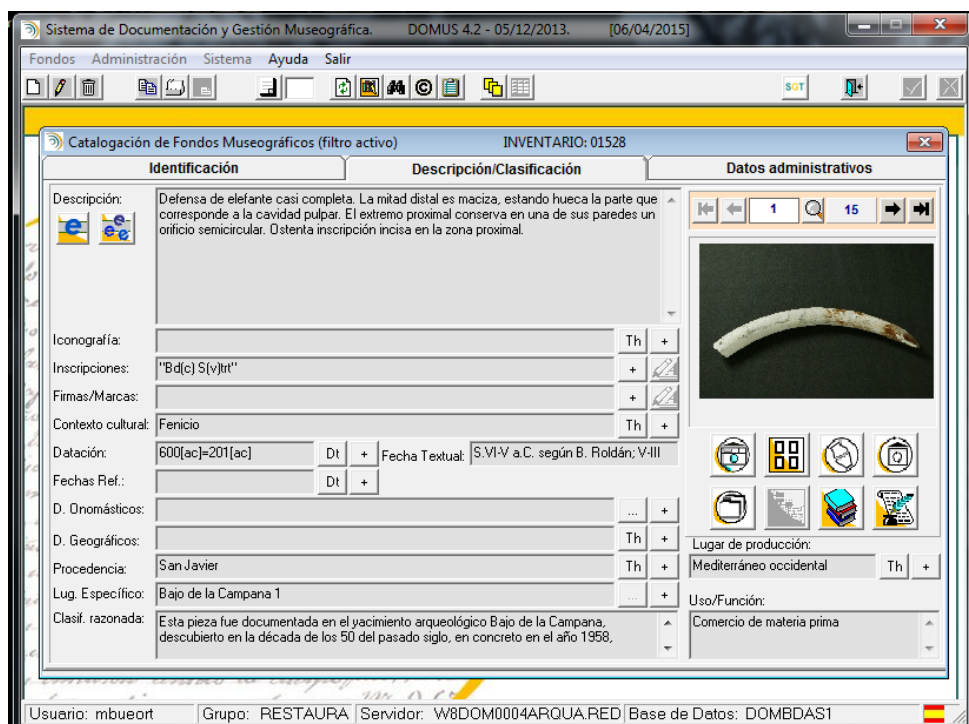 Sistema de Documentación y Gestión Museográfica. DOMUS 4.2 - 05/12/2013. [06/04/2015]
Fondos Administración Sistema Ayuda Salir
SGT
Catalogación de Fondos Museográficos (filtro activo) INVENTARIO: 01528
Identificación Descripción/Clasificación Datos administrativos
Descripción:
Defensa de elefante casi completa. La mitad distal es maciza, estando hueca la parte que
corresponde a la cavidad pulpar. El extremo proximal conserva en una de sus paredes un
orificio semicircular. Ostenta inscripción incisa en la zona proximal.
1 15
Iconografía: Th +
Inscripciones: "Bd(c) S(v)trt" +
Firmas/Marcas: +
Contexto cultural: Fenicio Th +
Datación: 600[ac]=201[ac] Dt + Fecha Textual: S.VI-V a.C. según B. Roldán; V-III
Fechas Ref.: Dt +
D. Onomásticos: ... +
D. Geográficos: Th +
Procedencia: San Javier Th +
Lug. Específico: Bajo de la Campana 1 ... +
Clasif. razonada: Esta pieza fue documentada en el yacimiento arqueológico Bajo de la Campana,
descubierto en la década de los 50 del pasado siglo, en concreto en el año 1958,
Lugar de producción:
Mediterráneo occidental Th +
Uso/Función:
Comercio de materia prima
Usuario: mbueort Grupo: RESTAURA Servidor: W8DOM0004ARQUA.RED Base de Datos: DOMBDAS1